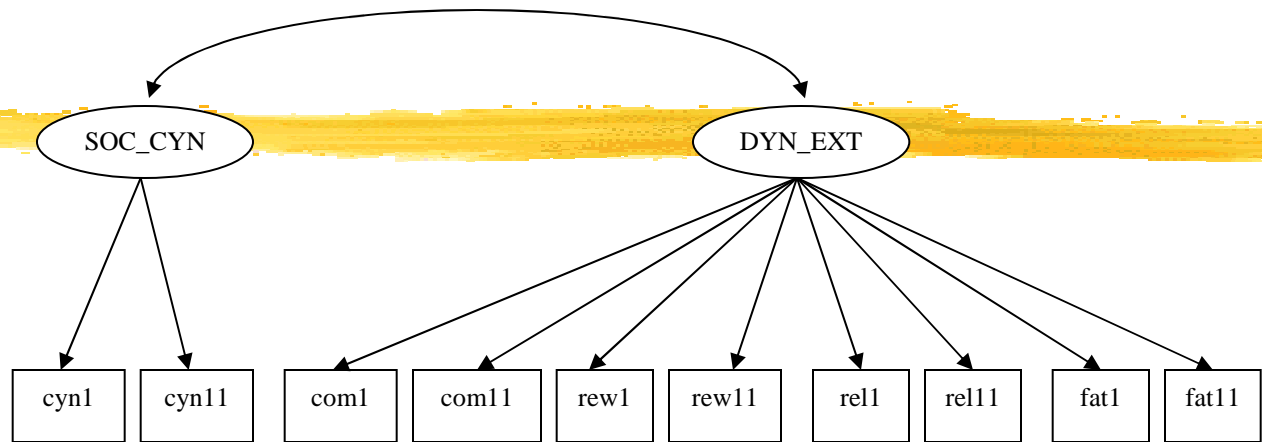 SOC_CYN DYN_EXT
cyn1 cyn11 com1 com11 rew1 rew11 rel1 rel11 fat1 fat11